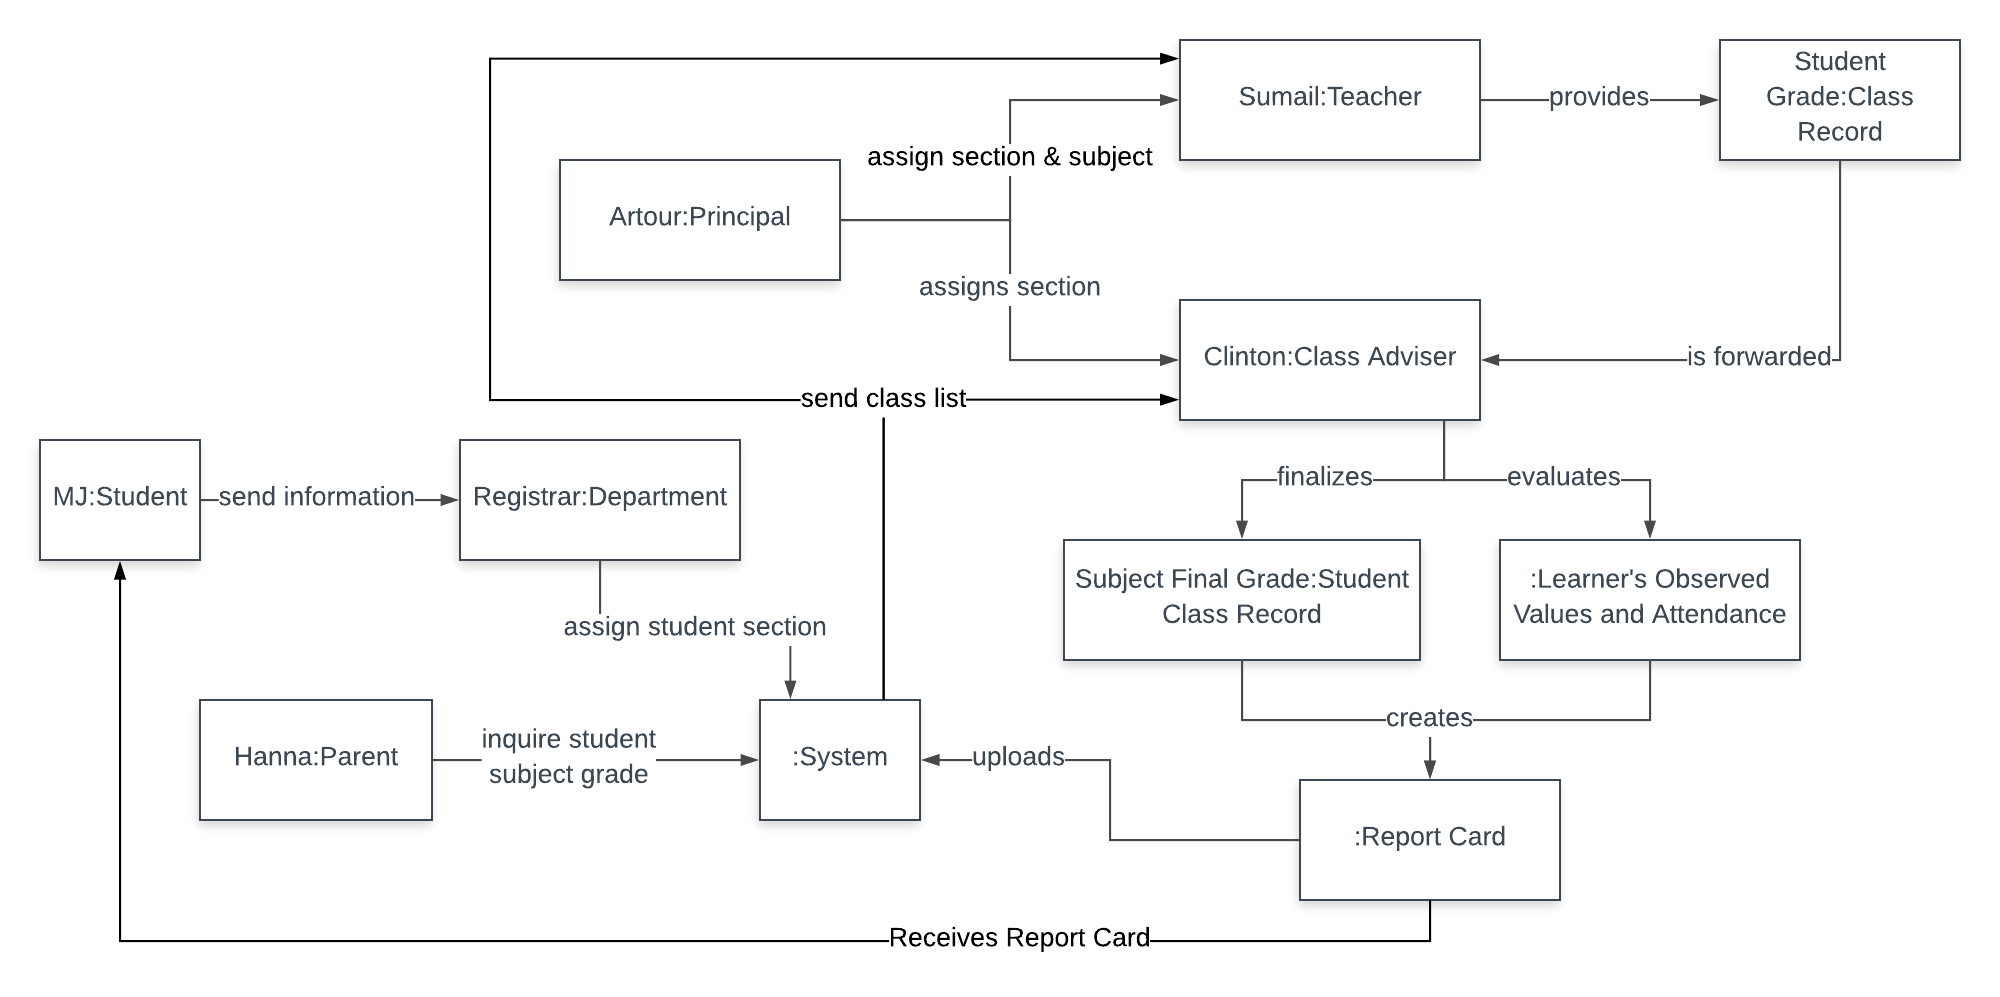 Sumail:Teacher
provides
Student
Grade:Class
Record
assign section & subject
Artour:Principal
assigns section
Clinton:Class Adviser
is forwarded
send class list
MJ:Student
send information
Registrar:Department
finalizes
evaluates
Subject Final Grade:Student
Class Record
:Learner's Observed
Values and Attendance
assign student section
Hanna:Parent
inquire student
subject grade
:System
uploads
creates
:Report Card
Receives Report Card